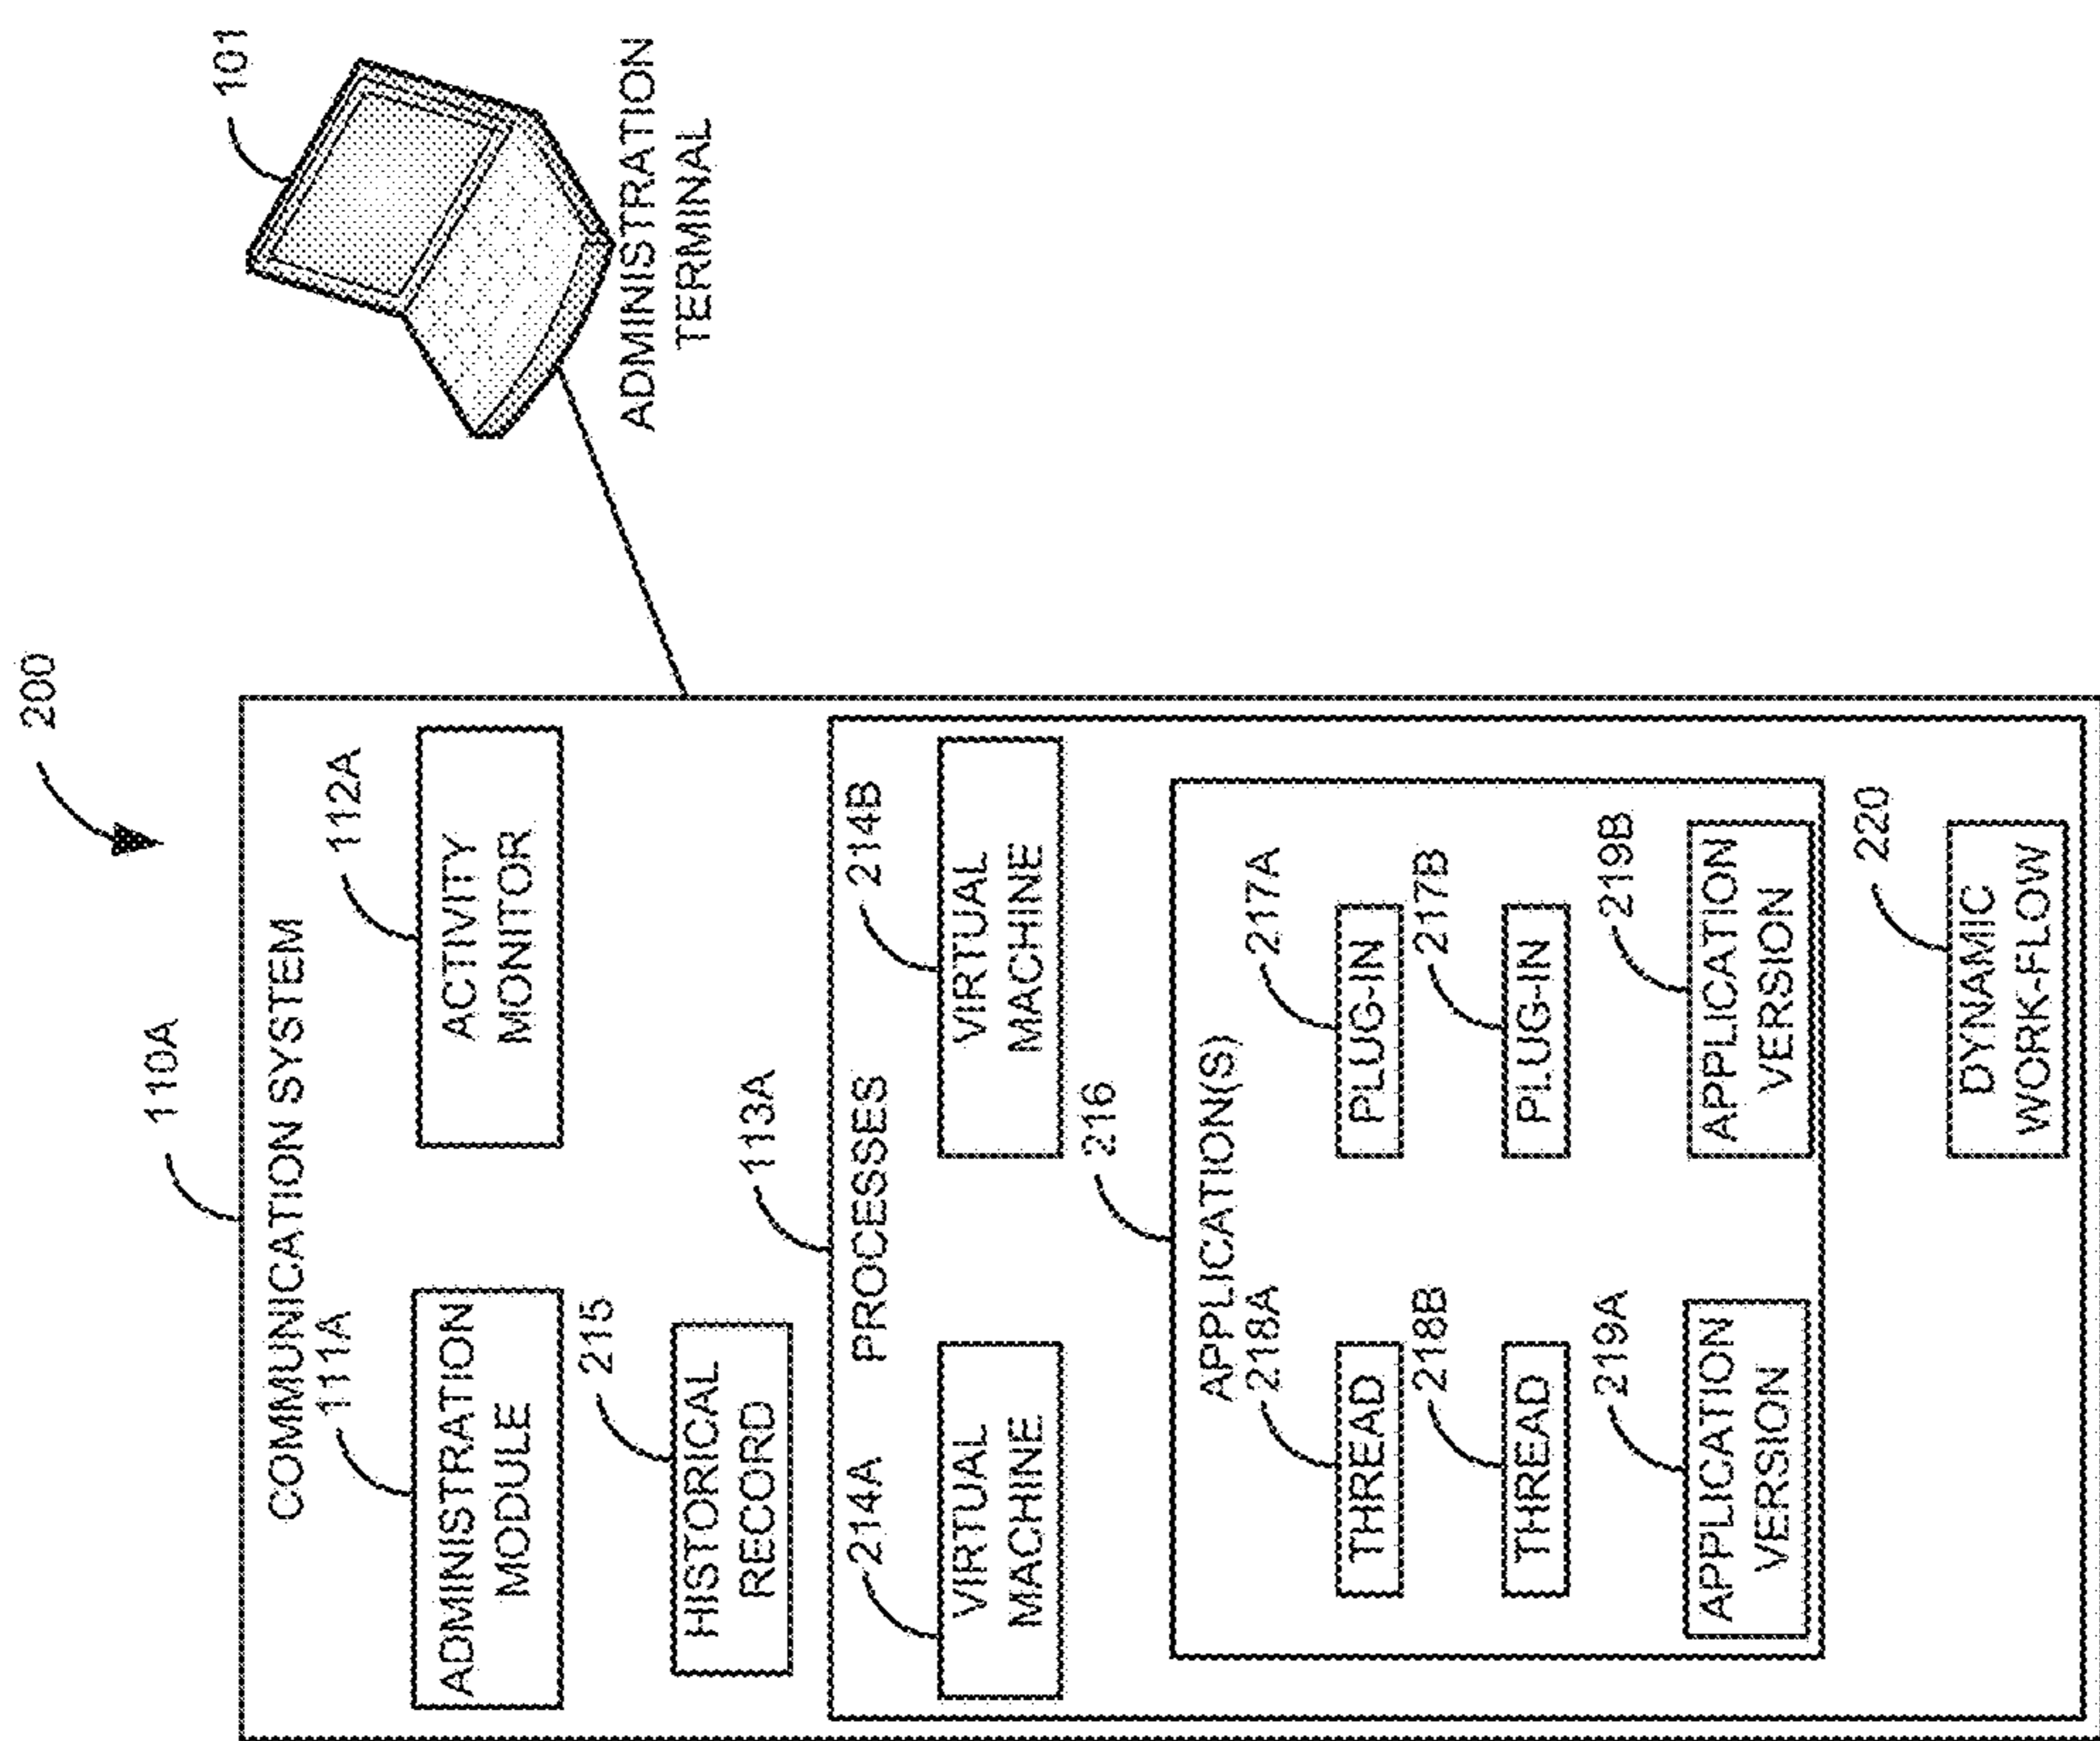 200
110A
COMMUNICATION SYSTEM
111A
ADMINISTRATION
MODULE
112A
ACTIVITY
MONITOR
215
HISTORICAL
RECORD
113A
PROCESSES
214A
VIRTUAL
MACHINE
214B
VIRTUAL
MACHINE
216
APPLICATION(S)
218A
THREAD
217A
PLUG-IN
218B
THREAD
217B
PLUG-IN
219A
APPLICATION
VERSION
219B
APPLICATION
VERSION
220
DYNAMIC
WORK-FLOW
101
ADMINISTRATION
TERMINAL